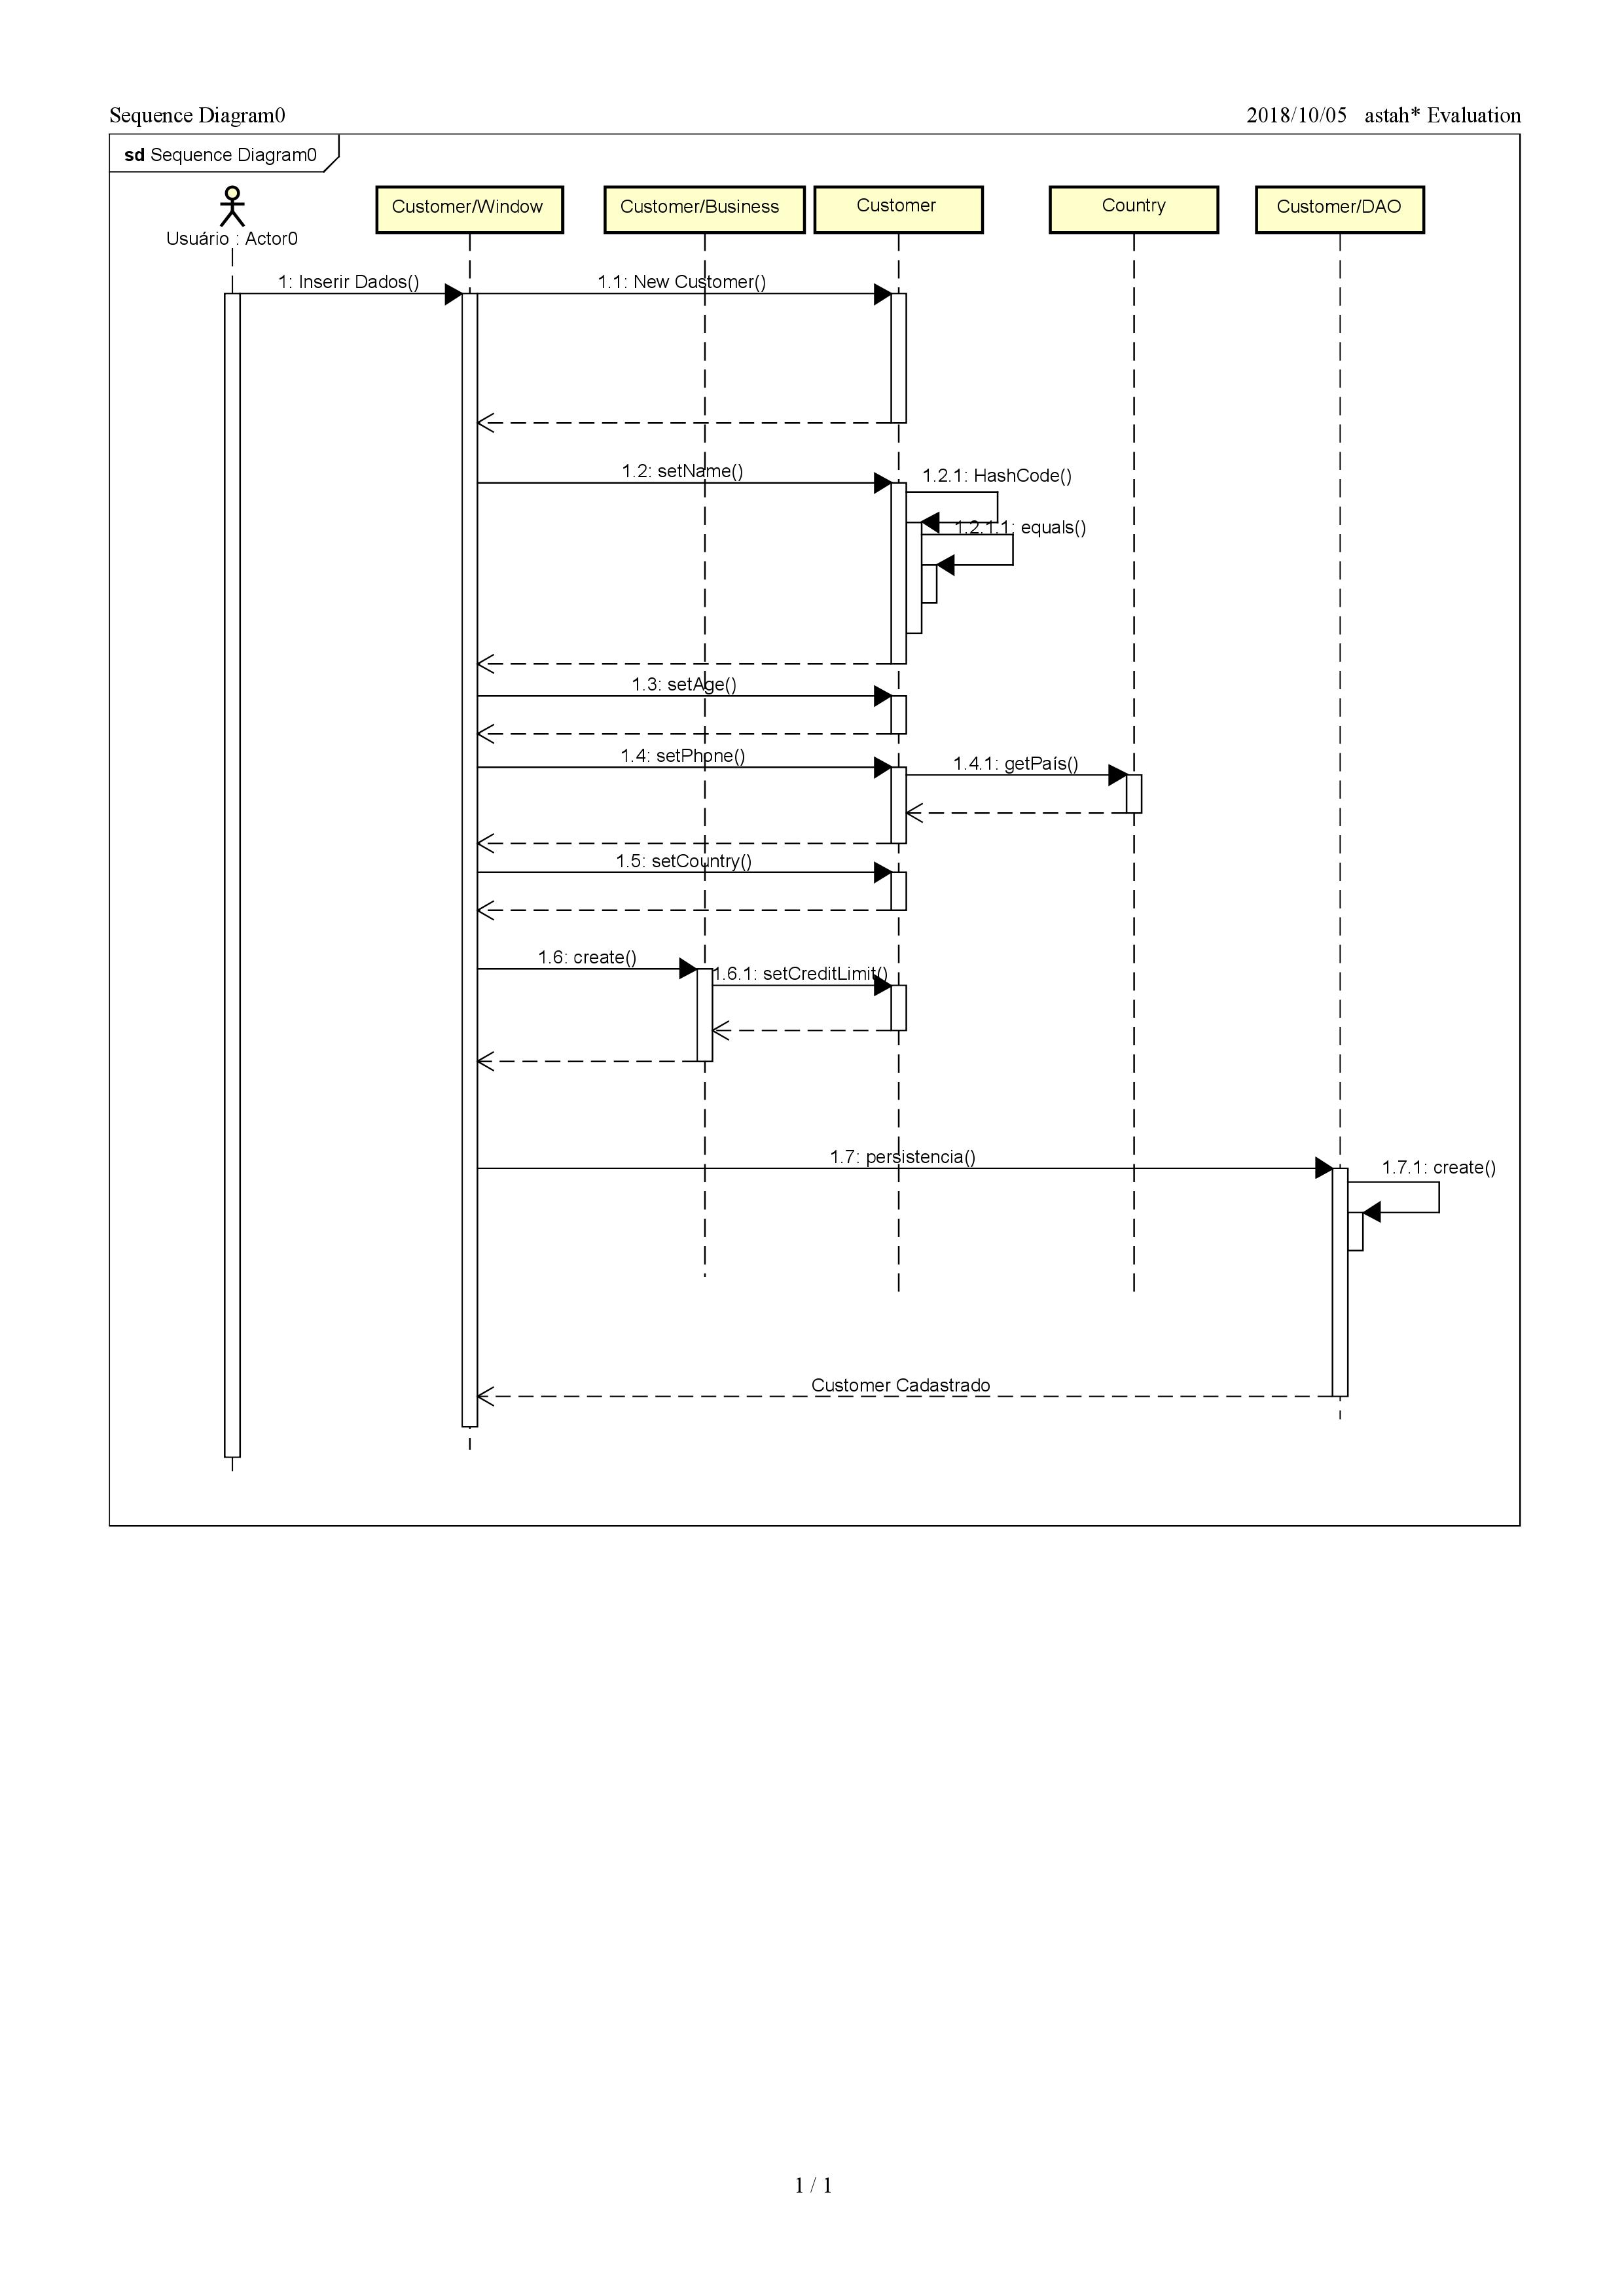 Sequence Diagram0
2018/10/05 astah* Evaluation
sd Sequence Diagram0
Usuário : Actor0
Customer/Window
Customer/Business
Customer
Country
Customer/DAO
1: Inserir Dados()
1.1: New Customer()
1.2: setName()
1.2.1: HashCode()
1.2.1.1: equals()
1.3: setAge()
1.4: setPhone()
1.4.1: getPaís()
1.5: setCountry()
1.6: create()
1.6.1: setCreditLimit()
1.7: persistencia()
1.7.1: create()
Customer Cadastrado
1 / 1